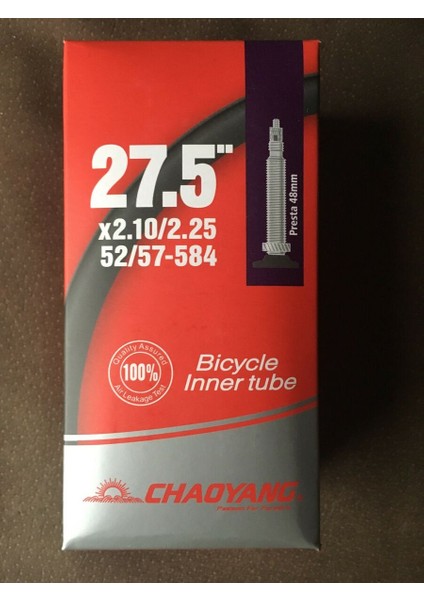 27.5"
x2.10/2.25
52/57-584
Presta 48mm
Quality Assured
100%
Air Leakage Test
Bicycle
Inner tube
CHAOYANG